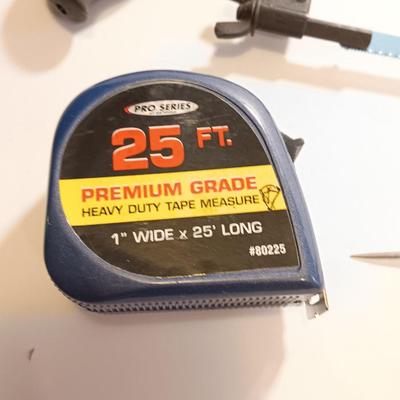 PRO SERIES
25 FT.
PREMIUM GRADE
HEAVY DUTY TAPE MEASURE
1" WIDE x 25' LONG
#80225